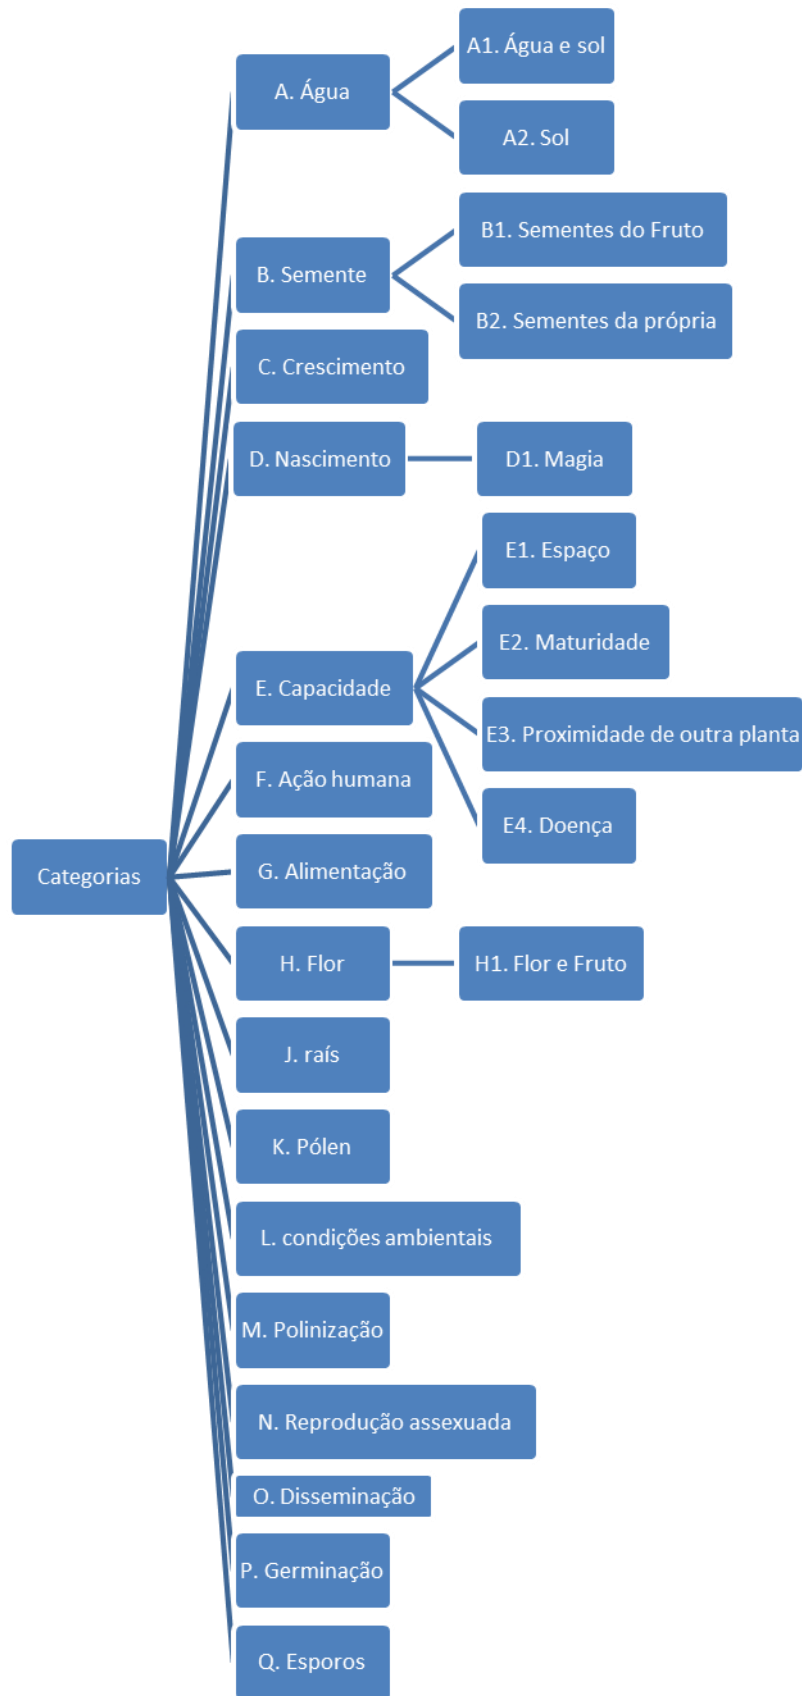 Categorias
A. Água
A1. Água e sol
A2. Sol
B. Semente
B1. Sementes do Fruto
B2. Sementes da própria
C. Crescimento
D. Nascimento
D1. Magia
E. Capacidade
E1. Espaço
E2. Maturidade
E3. Proximidade de outra planta
E4. Doença
F. Ação humana
G. Alimentação
H. Flor
H1. Flor e Fruto
J. raís
K. Pólen
L. condições ambientais
M. Polinização
N. Reprodução assexuada
O. Disseminação
P. Germinação
Q. Esporos